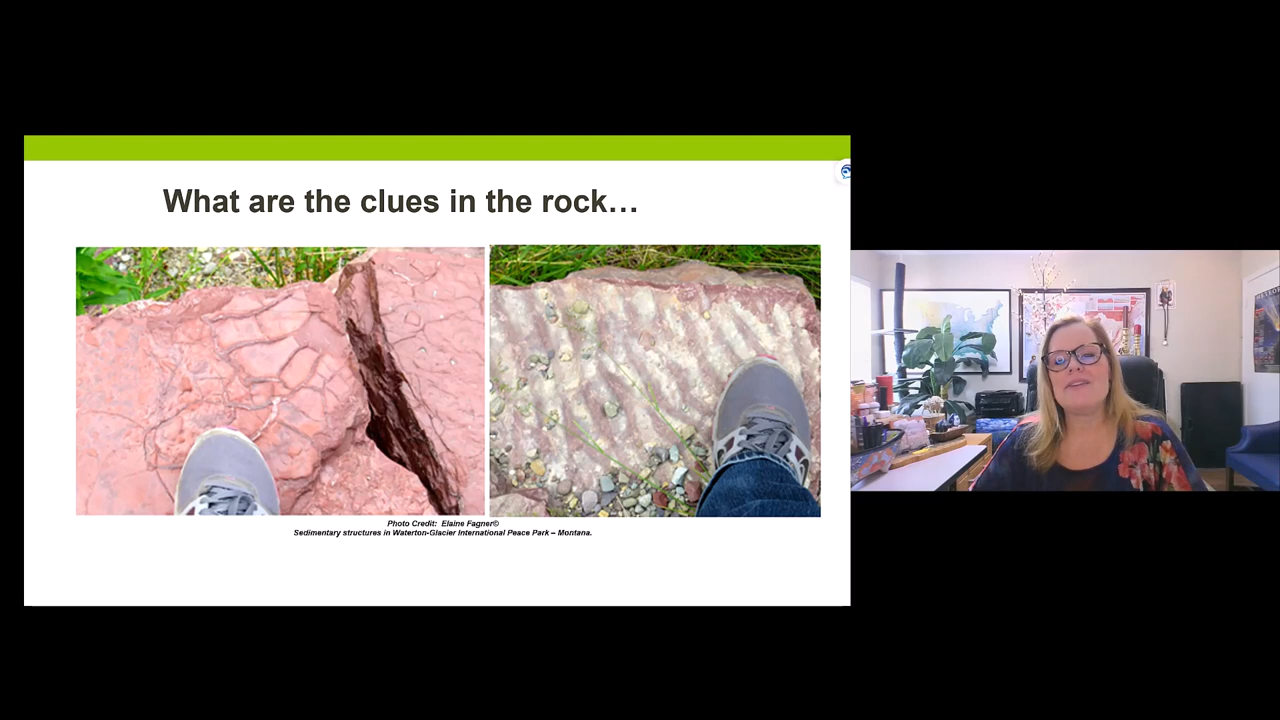 What are the clues in the rock…
Photo Credit:  Elaine Fagner©
Sedimentary structures in Waterton-Glacier International Peace Park – Montana.